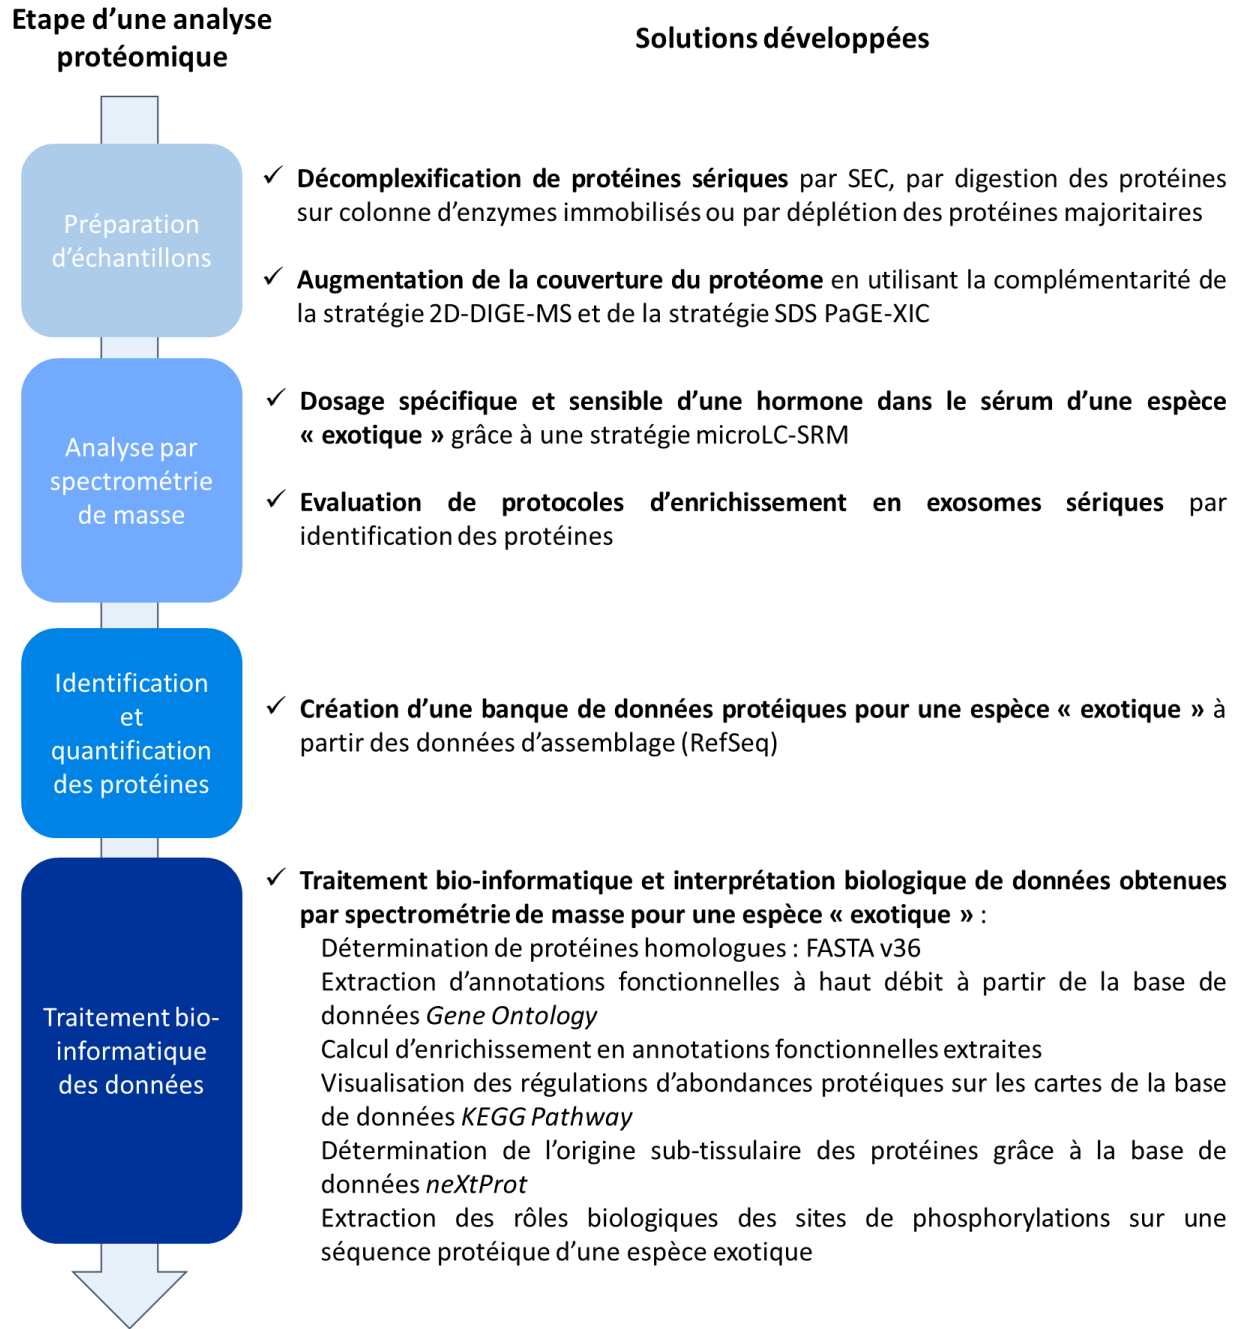 Etape d’une analyse
protéomique
Solutions développées
Préparation
d’échantillons
✓ Décomplexification de protéines sériques par SEC, par digestion des protéines
sur colonne d’enzymes immobilisés ou par déplétion des protéines majoritaires
✓ Augmentation de la couverture du protéome en utilisant la complémentarité de
la stratégie 2D-DIGE-MS et de la stratégie SDS PaGE-XIC
Analyse par
spectrométrie
de masse
✓ Dosage spécifique et sensible d’une hormone dans le sérum d’une espèce
« exotique » grâce à une stratégie microLC-SRM
✓ Evaluation de protocoles d’enrichissement en exosomes sériques par
identification des protéines
Identification
et
quantification
des protéines
✓ Création d’une banque de données protéiques pour une espèce « exotique » à
partir des données d’assemblage (RefSeq)
Traitement bio-
informatique
des données
✓ Traitement bio-informatique et interprétation biologique de données obtenues
par spectrométrie de masse pour une espèce « exotique » :
Détermination de protéines homologues : FASTA v36
Extraction d’annotations fonctionnelles à haut débit à partir de la base de
données Gene Ontology
Calcul d’enrichissement en annotations fonctionnelles extraites
Visualisation des régulations d’abondances protéiques sur les cartes de la base
de données KEGG Pathway
Détermination de l’origine sub-tissulaire des protéines grâce à la base de
données neXtProt
Extraction des rôles biologiques des sites de phosphorylations sur une
séquence protéique d’une espèce exotique